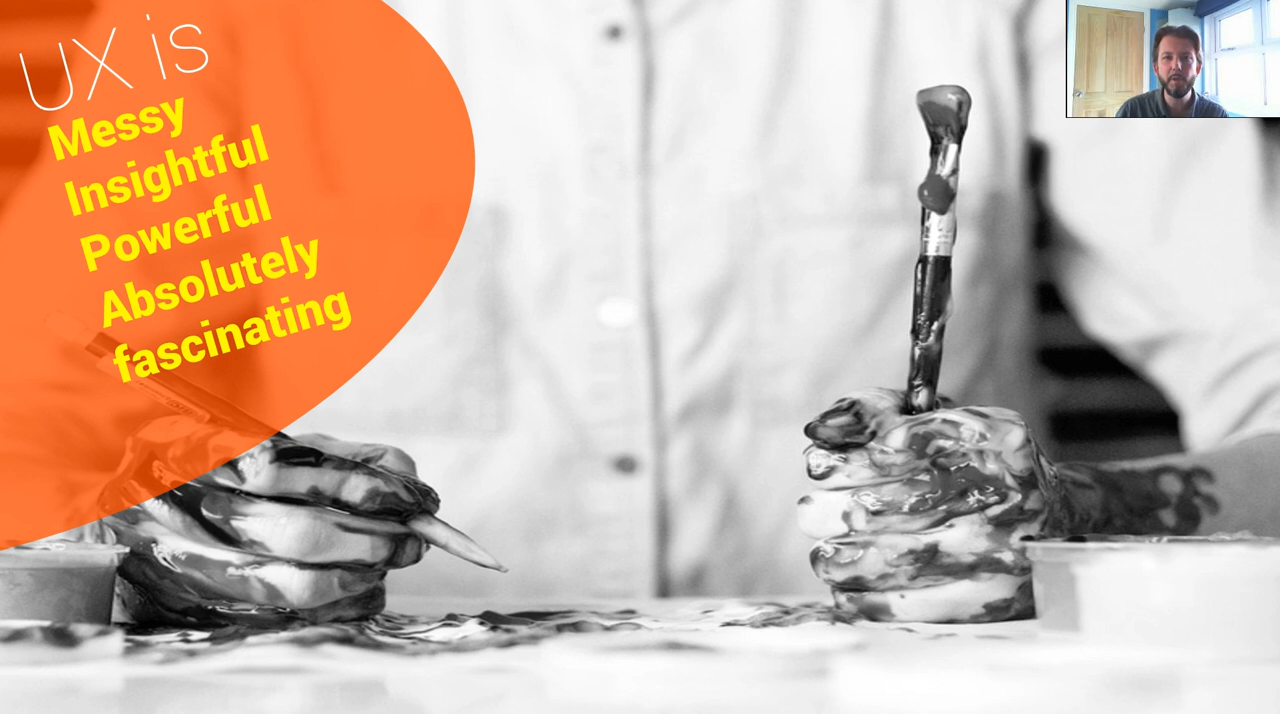 UX is
Messy
Insightful
Powerful
Absolutely
fascinating